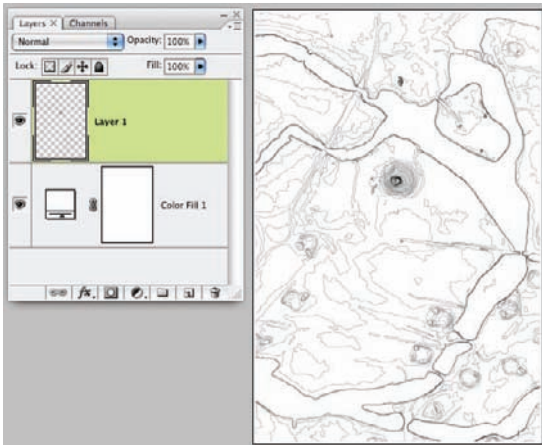 Layers × Channels
Normal Opacity: 100%
Lock: Fill: 100%
Layer 1
Color Fill 1
fx.